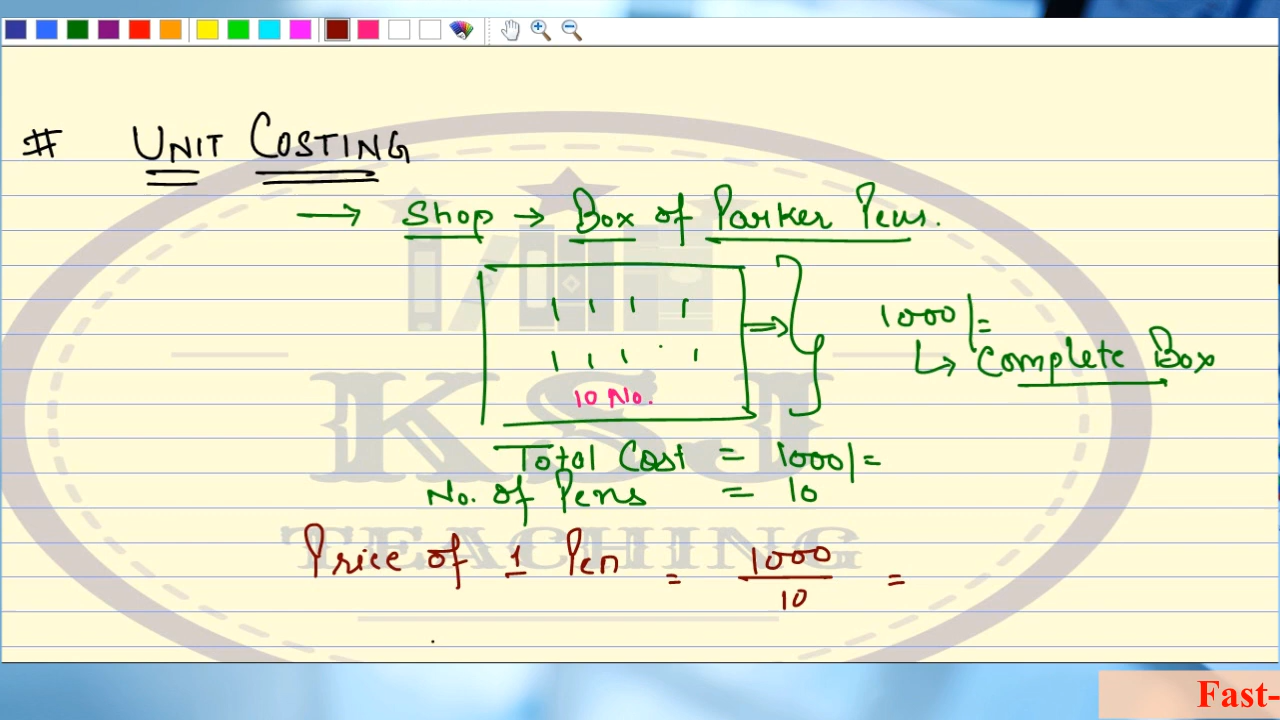 # UNIT COSTING
→ Shop → Box of Parker Pens.
1000/=
↳ Complete Box
10 No.
Total Cost = 1000/=
No. of Pens = 10
Price of 1 Pen = 1000/10 =
KSJ
TEACHING
Fast-